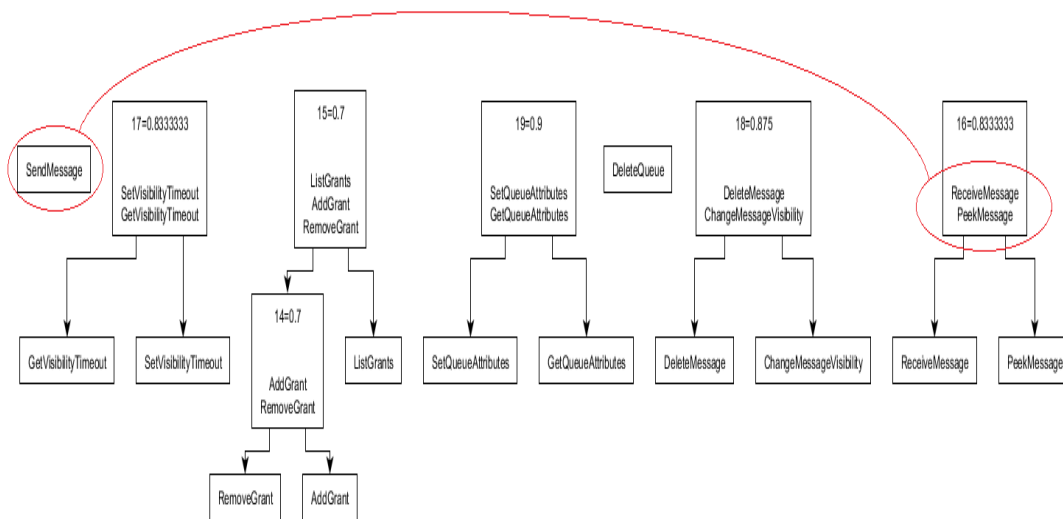 SendMessage
17=0.8333333
SetVisibilityTimeout
GetVisibilityTimeout
15=0.7
ListGrants
AddGrant
RemoveGrant
19=0.9
SetQueueAttributes
GetQueueAttributes
DeleteQueue
18=0.875
DeleteMessage
ChangeMessageVisibility
16=0.8333333
ReceiveMessage
PeekMessage
GetVisibilityTimeout
SetVisibilityTimeout
14=0.7
AddGrant
RemoveGrant
ListGrants
SetQueueAttributes
GetQueueAttributes
DeleteMessage
ChangeMessageVisibility
ReceiveMessage
PeekMessage
RemoveGrant
AddGrant